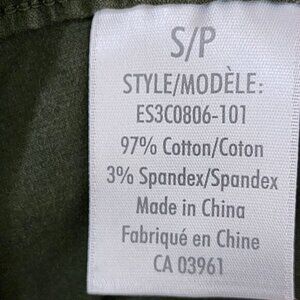 S/P
STYLE/MODÈLE:
ES3C0806-101
97% Cotton/Coton
3% Spandex/Spandex
Made in China
Fabriqué en Chine
CA 03961